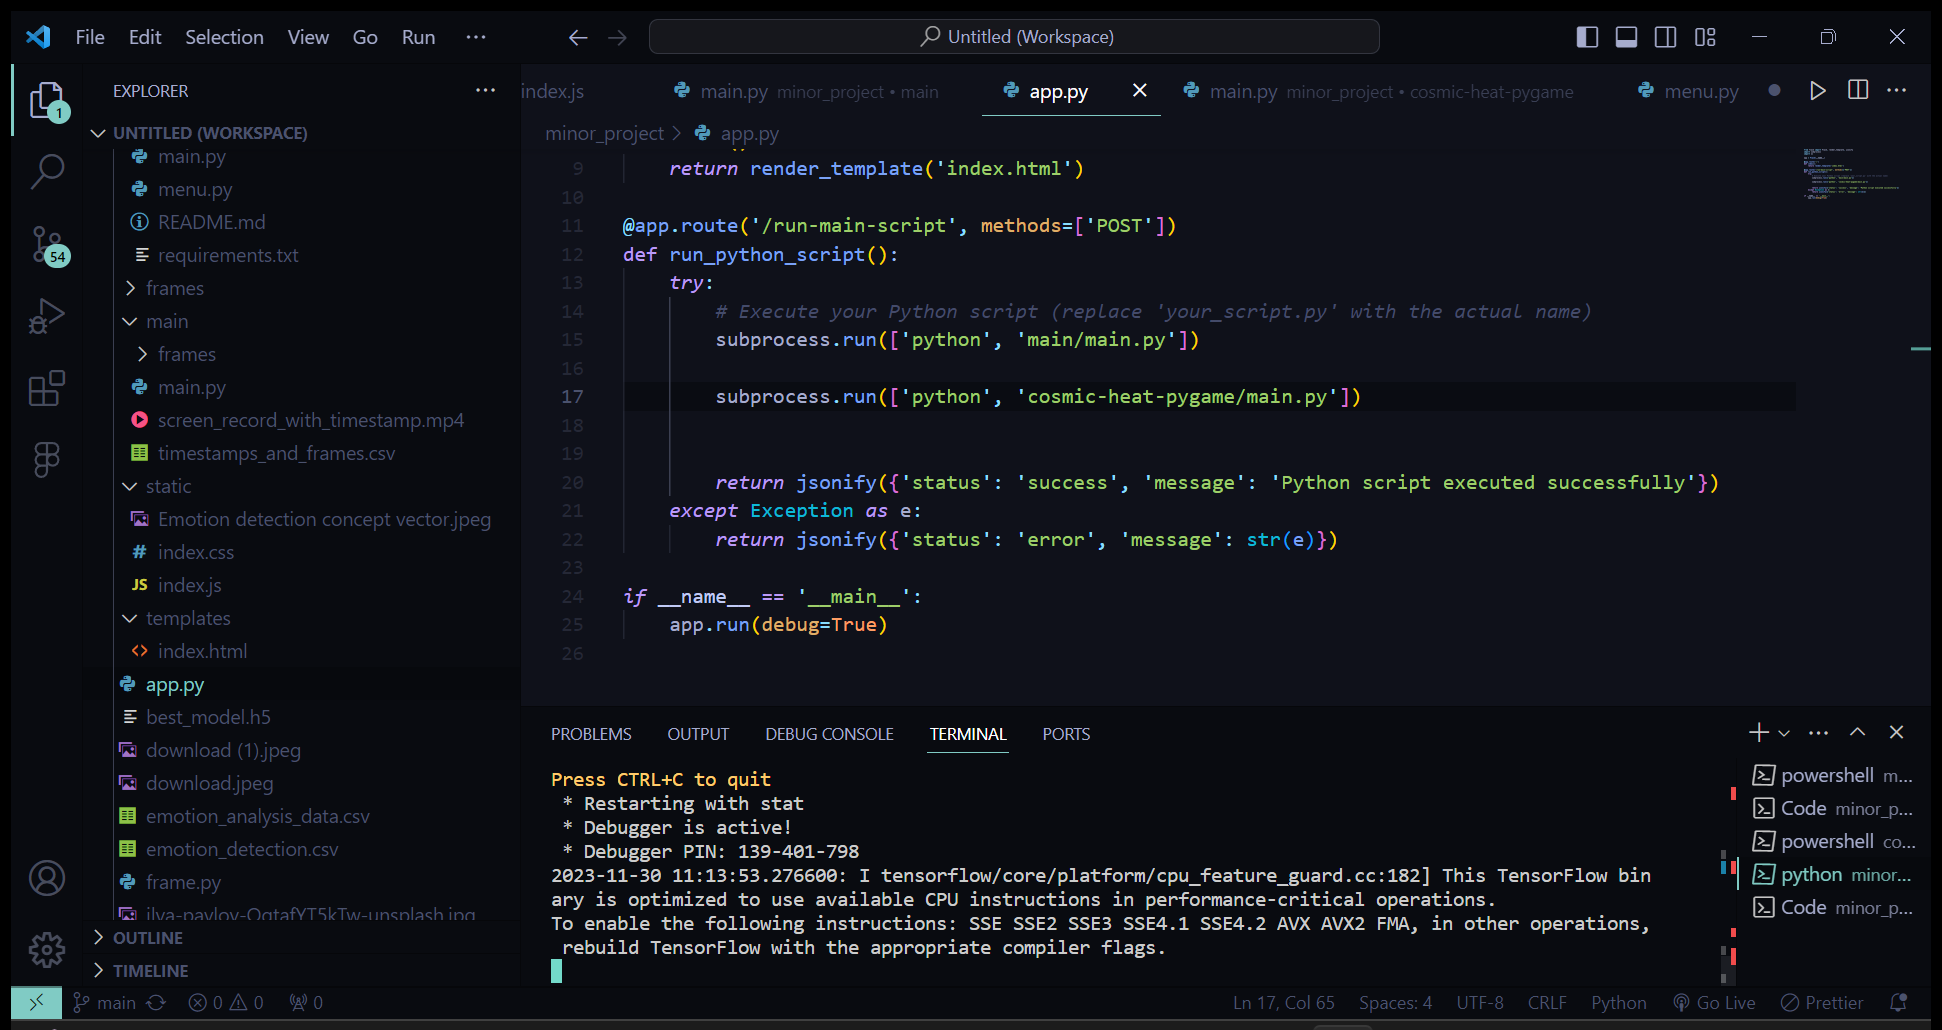 File Edit Selection View Go Run ···
Untitled (Workspace)
EXPLORER ···
1
54
UNTITLED (WORKSPACE)
main.py
menu.py
README.md
requirements.txt
frames
main
frames
main.py
screen_record_with_timestamp.mp4
timestamps_and_frames.csv
static
Emotion detection concept vector.jpeg
# index.css
JS index.js
templates
<> index.html
app.py
best_model.h5
download (1).jpeg
download.jpeg
emotion_analysis_data.csv
emotion_detection.csv
frame.py
ilya-pavlov-OqtafYT5kTw-unsplash.jpg
OUTLINE
TIMELINE
index.js main.py minor_project • main app.py main.py minor_project • cosmic-heat-pygame menu.py
minor_project > app.py
9 return render_template('index.html')
10
11 @app.route('/run-main-script', methods=['POST'])
12 def run_python_script():
13 try:
14 # Execute your Python script (replace 'your_script.py' with the actual name)
15 subprocess.run(['python', 'main/main.py'])
16
17 subprocess.run(['python', 'cosmic-heat-pygame/main.py'])
18
19
20 return jsonify({'status': 'success', 'message': 'Python script executed successfully'})
21 except Exception as e:
22 return jsonify({'status': 'error', 'message': str(e)})
23
24 if __name__ == '__main__':
25 app.run(debug=True)
26
PROBLEMS OUTPUT DEBUG CONSOLE TERMINAL PORTS
Press CTRL+C to quit
* Restarting with stat
* Debugger is active!
* Debugger PIN: 139-401-798
2023-11-30 11:13:53.276600: I tensorflow/core/platform/cpu_feature_guard.cc:182] This TensorFlow bin
ary is optimized to use available CPU instructions in performance-critical operations.
To enable the following instructions: SSE SSE2 SSE3 SSE4.1 SSE4.2 AVX AVX2 FMA, in other operations,
rebuild TensorFlow with the appropriate compiler flags.
powershell m...
Code minor_p...
powershell co...
python minor...
Code minor_p...
main 0 0 0
Ln 17, Col 65 Spaces: 4 UTF-8 CRLF Python Go Live Prettier